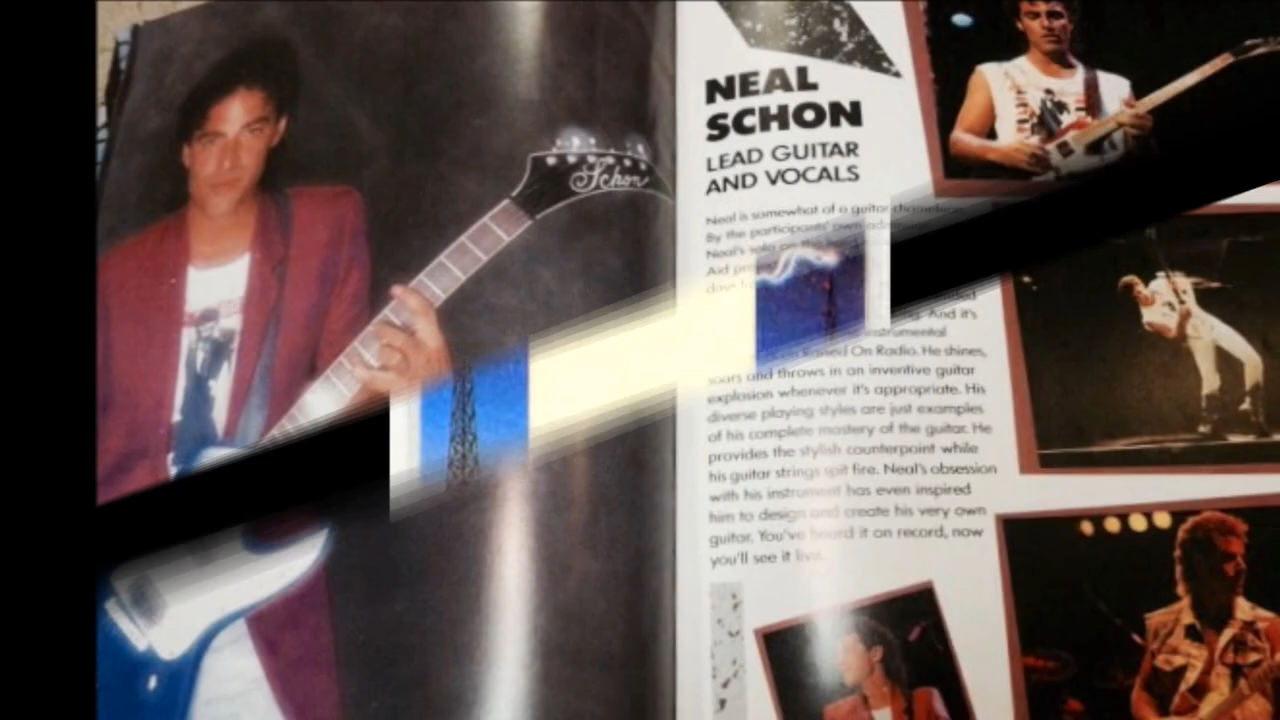 Schon
NEAL
SCHON
LEAD GUITAR
AND VOCALS
Neal is somewhat of a guitar chameleon.
By the participants' own
Neal's solo on
Aid
And it's
instrumental
Raised On Radio. He shines,
soars and throws in an inventive guitar
explosion whenever it's appropriate. His
diverse playing styles are just examples
of his complete mastery of the guitar. He
provides the stylish counterpoint while
his guitar strings spit fire. Neal's obsession
with his instrument has even inspired
him to design and create his very own
guitar. You've heard it on record, now
you'll see it live.